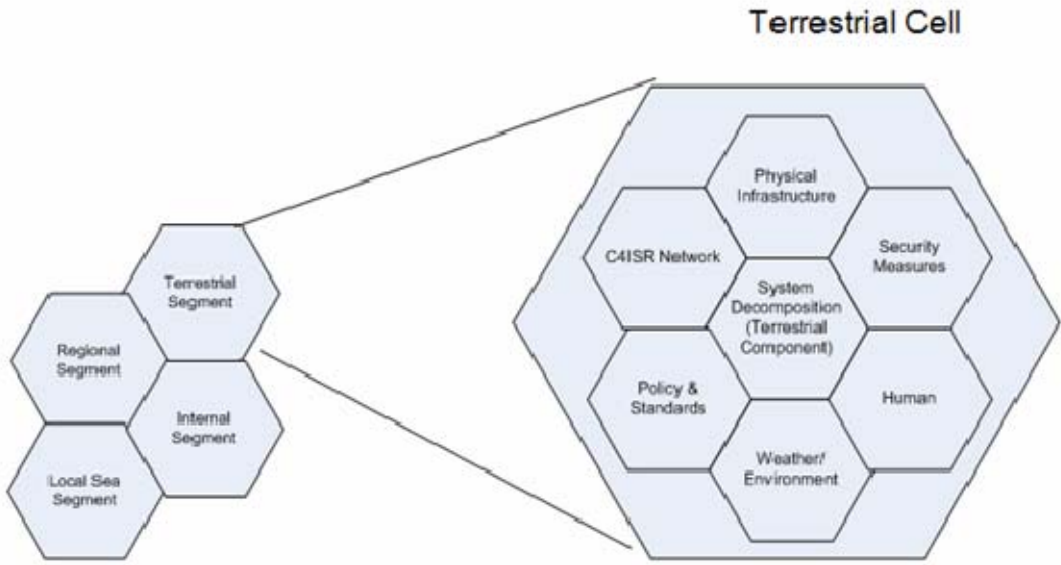 Terrestrial Cell
Terrestrial
Segment
Regional
Segment
Internal
Segment
Local Sea
Segment
Physical
Infrastructure
C4ISR Network
Security
Measures
System
Decomposition
(Terrestrial
Component)
Policy &
Standards
Human
Weather/
Environment